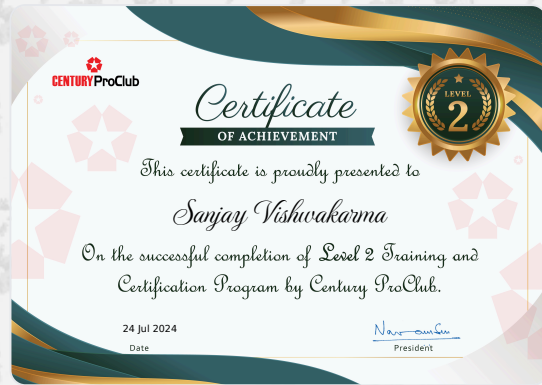 CENTURY ProClub
Certificate
OF ACHIEVEMENT
LEVEL
2
This certificate is proudly presented to
Sanjay Vishwakarma
On the successful completion of Level 2 Training and
Certification Program by Century ProClub.
24 Jul 2024
Date
President